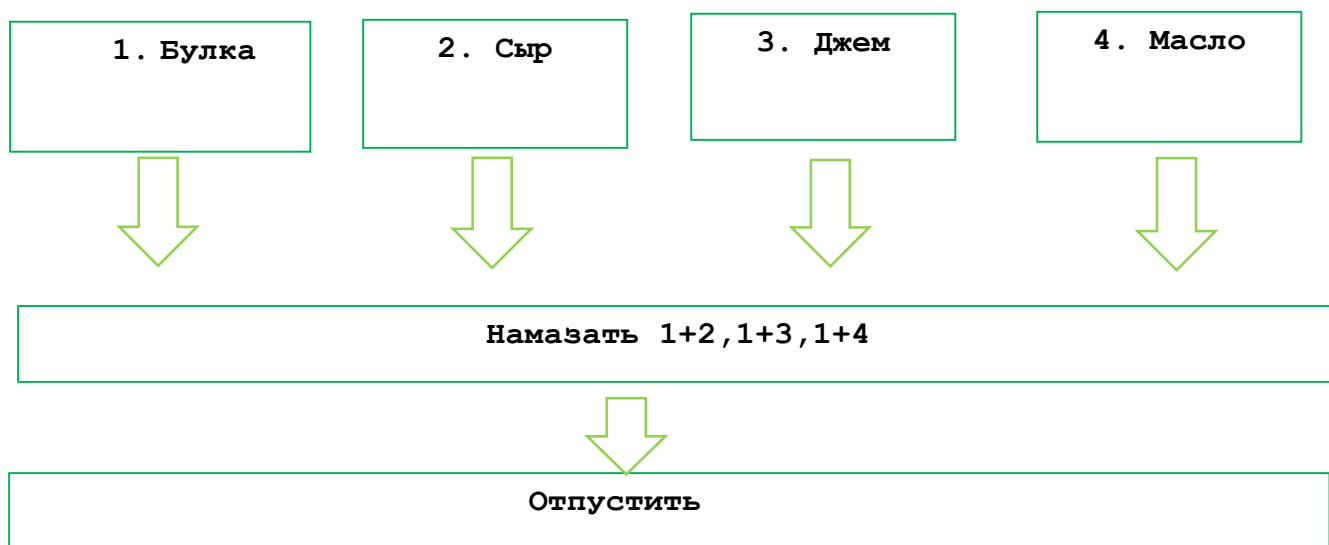 1. Булка
2. Сыр
3. Джем
4. Масло
Намазать 1+2,1+3,1+4
Отпустить